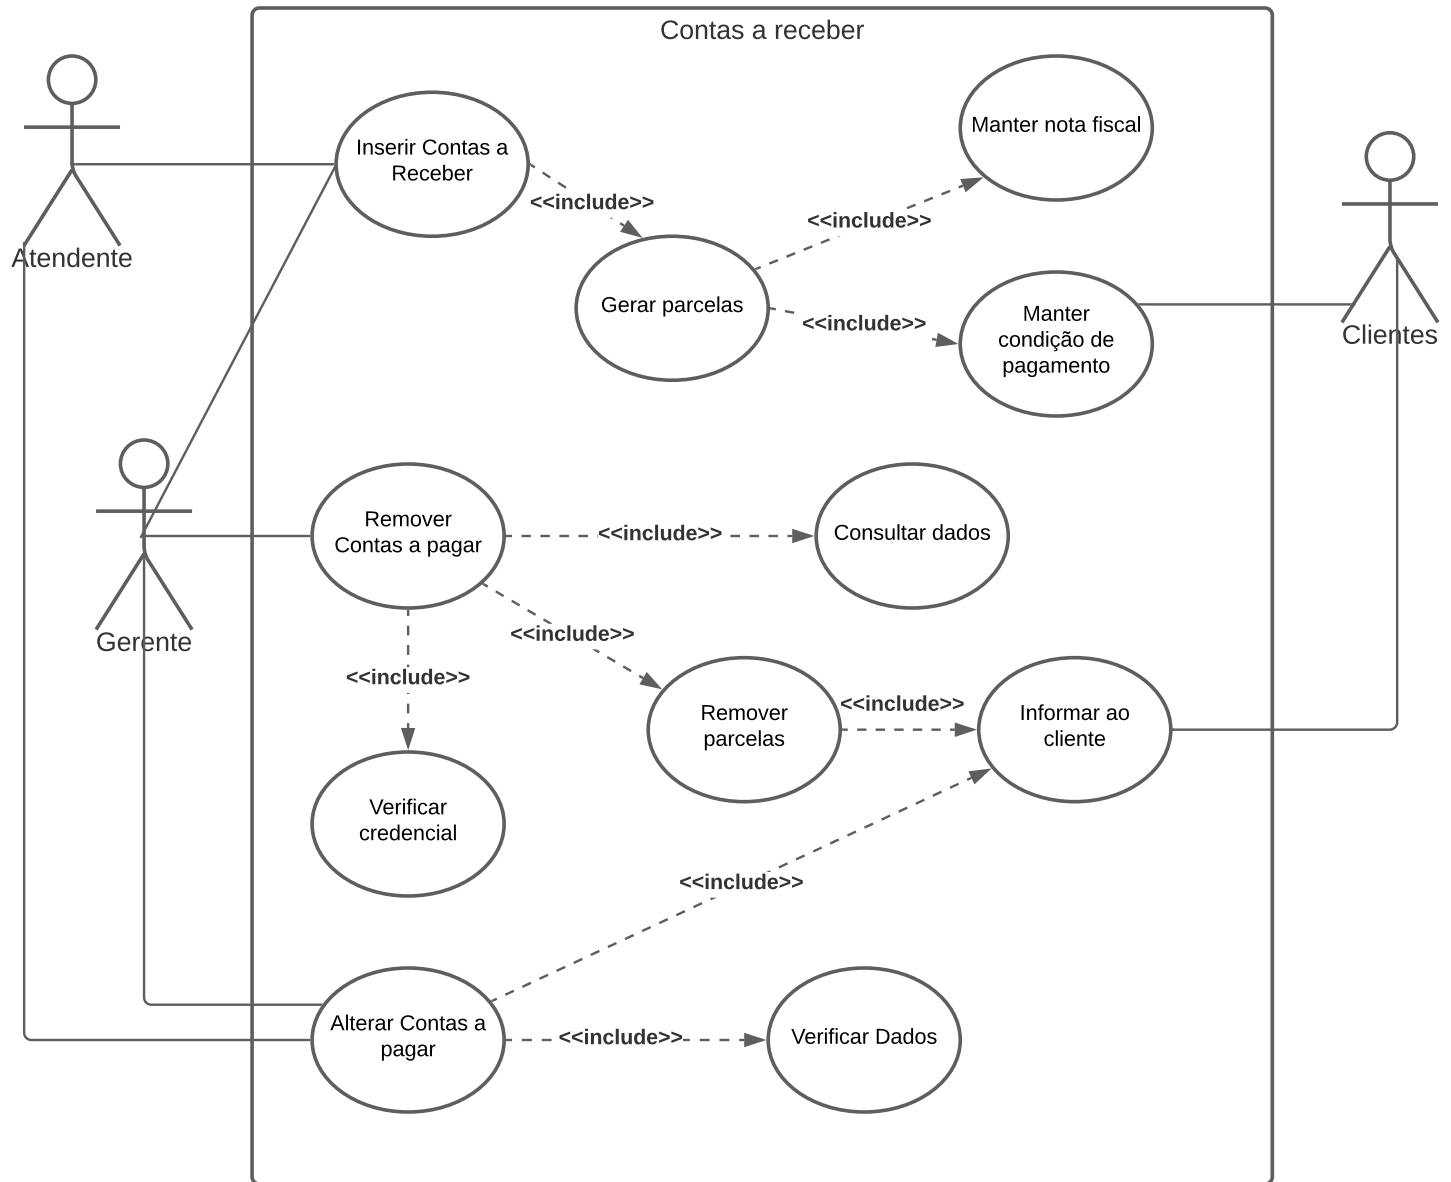 Contas a receber
Manter nota fiscal
Inserir Contas a
Receber
<<include>>
<<include>>
Atendente
Gerar parcelas
<<include>>
Manter
condição de
pagamento
Clientes
Remover
Contas a pagar
<<include>>
Consultar dados
Gerente
<<include>>
<<include>>
Remover
parcelas
<<include>>
Informar ao
cliente
Verificar
credencial
<<include>>
Alterar Contas a
pagar
<<include>>
Verificar Dados